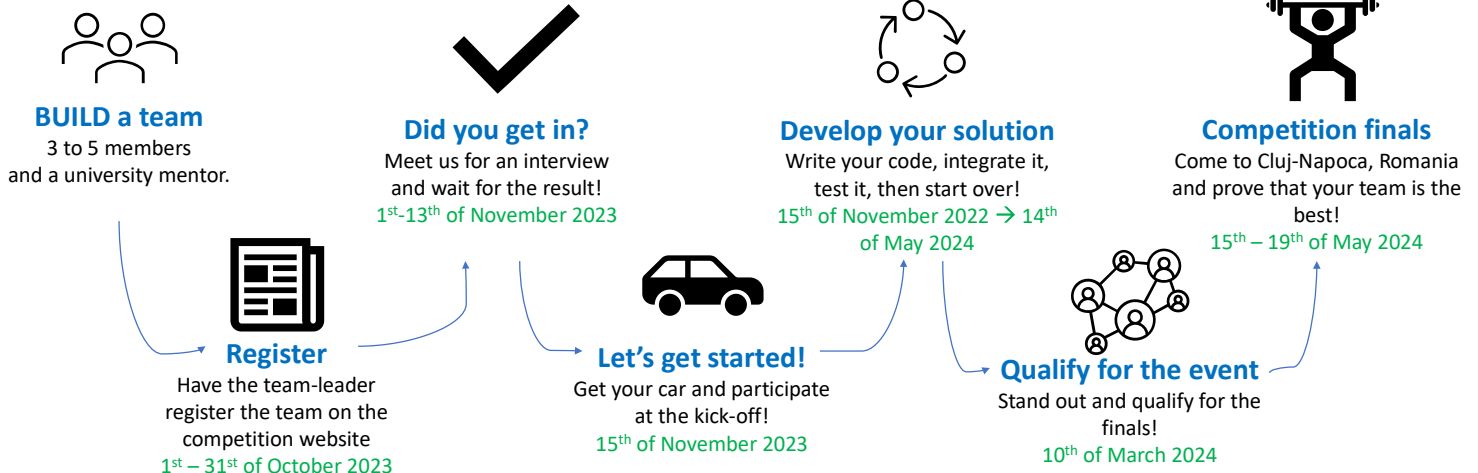 BUILD a team
3 to 5 members
and a university mentor.
Register
Have the team-leader
register the team on the
competition website
1st – 31st of October 2023
Did you get in?
Meet us for an interview
and wait for the result!
1st-13th of November 2023
Let's get started!
Get your car and participate
at the kick-off!
15th of November 2023
Develop your solution
Write your code, integrate it,
test it, then start over!
15th of November 2022 → 14th
of May 2024
Qualify for the event
Stand out and qualify for the
finals!
10th of March 2024
Competition finals
Come to Cluj-Napoca, Romania
and prove that your team is the
best!
15th – 19th of May 2024